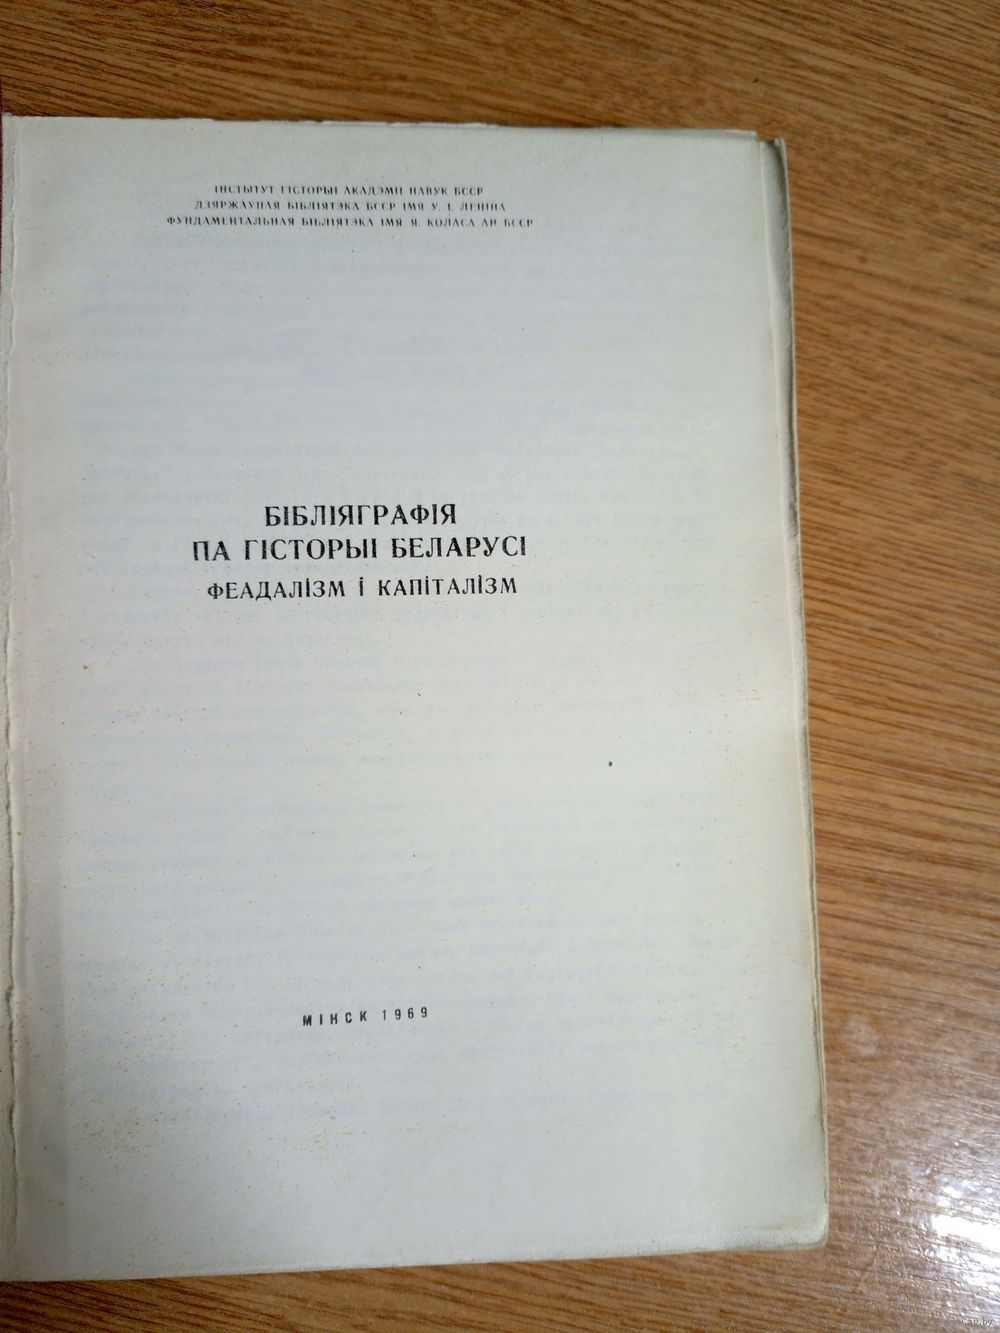 ІНСТЫТУТ ГІСТОРЫІ АКАДЭМІІ НАВУК БССР
ДЗЯРЖАУНАЯ БІБЛІЯТЭКА БССР ІМЯ У. І. ЛЕНІНА
ФУНДАМЕНТАЛЬНАЯ БІБЛІЯТЭКА ІМЯ Я. КОЛАСА АН БССР
БІБЛІЯГРАФІЯ
ПА ГІСТОРЫІ БЕЛАРУСІ
ФЕАДАЛІЗМ І КАПІТАЛІЗМ
МІНСК 1969